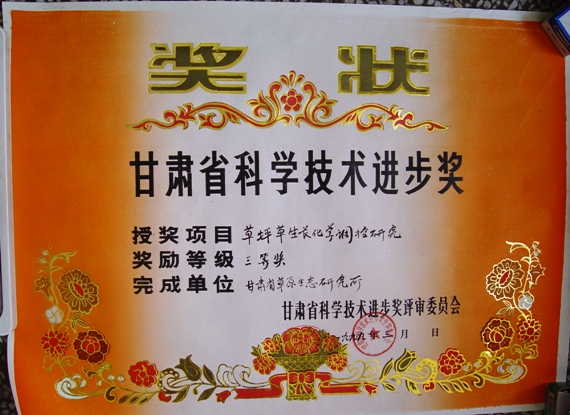 奖状
甘肃省科学技术进步奖
授奖项目 草坪草生长化学调控研究
奖励等级 三等奖
完成单位 甘肃省草原生态研究所
甘肃省科学技术进步奖评审委员会
一九九年三月 日